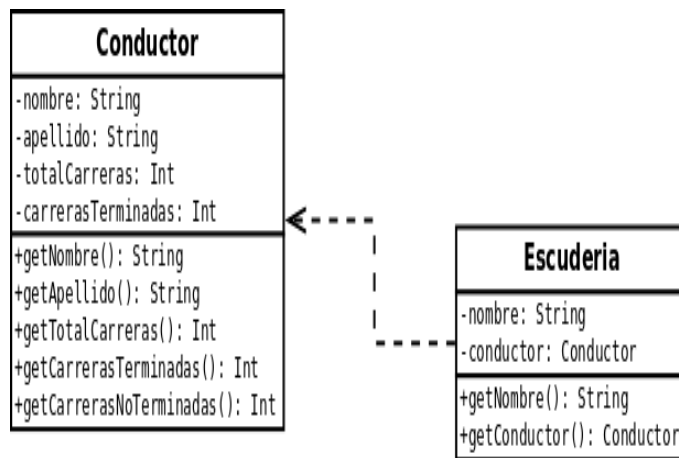 Conductor
-nombre: String
-apellido: String
-totalCarreras: Int
-carrerasTerminadas: Int
+getNombre(): String
+getApellido(): String
+getTotalCarreras(): Int
+getCarrerasTerminadas(): Int
+getCarrerasNoTerminadas(): Int
Escuderia
-nombre: String
-conductor: Conductor
+getNombre(): String
+getConductor(): Conductor